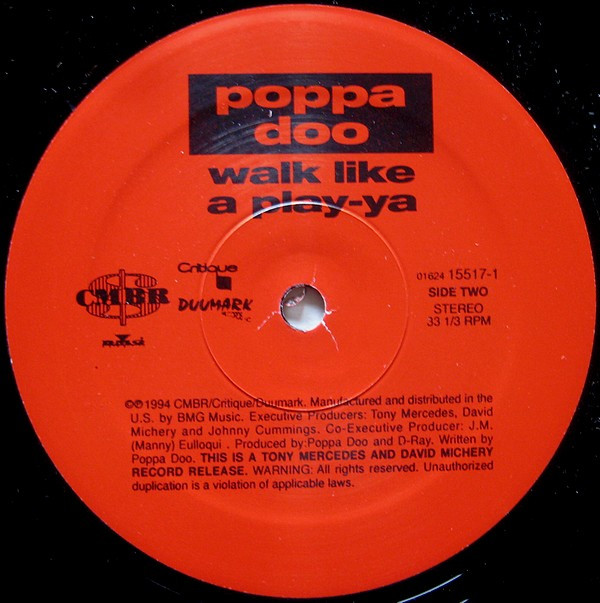 poppa
doo
walk like
a play-ya
Critique
CMBR
DUUMARK
01624 15517-1
SIDE TWO
STEREO
33 1/3 RPM
©℗1994 CMBR/Critique/Duumark. Manufactured and distributed in the
U.S. by BMG Music. Executive Producers: Tony Mercedes, David
Michery and Johnny Cummings. Co-Executive Producer: J.M.
(Manny) Eulloqui . Produced by:Poppa Doo and D-Ray. Written by
Poppa Doo. THIS IS A TONY MERCEDES AND DAVID MICHERY
RECORD RELEASE. WARNING: All rights reserved. Unauthorized
duplication is a violation of applicable laws.